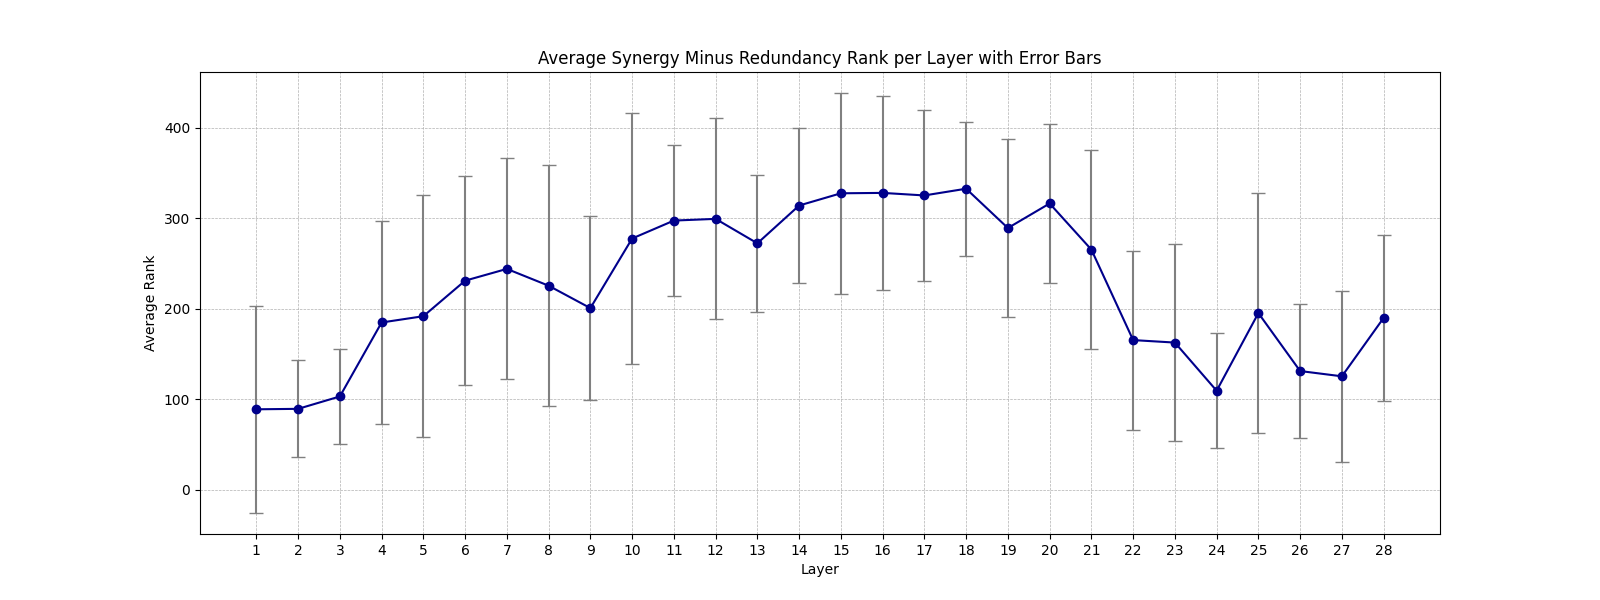 Average Synergy Minus Redundancy Rank per Layer with Error Bars
400
300
200
100
0
Average Rank
1 2 3 4 5 6 7 8 9 10 11 12 13 14 15 16 17 18 19 20 21 22 23 24 25 26 27 28
Layer